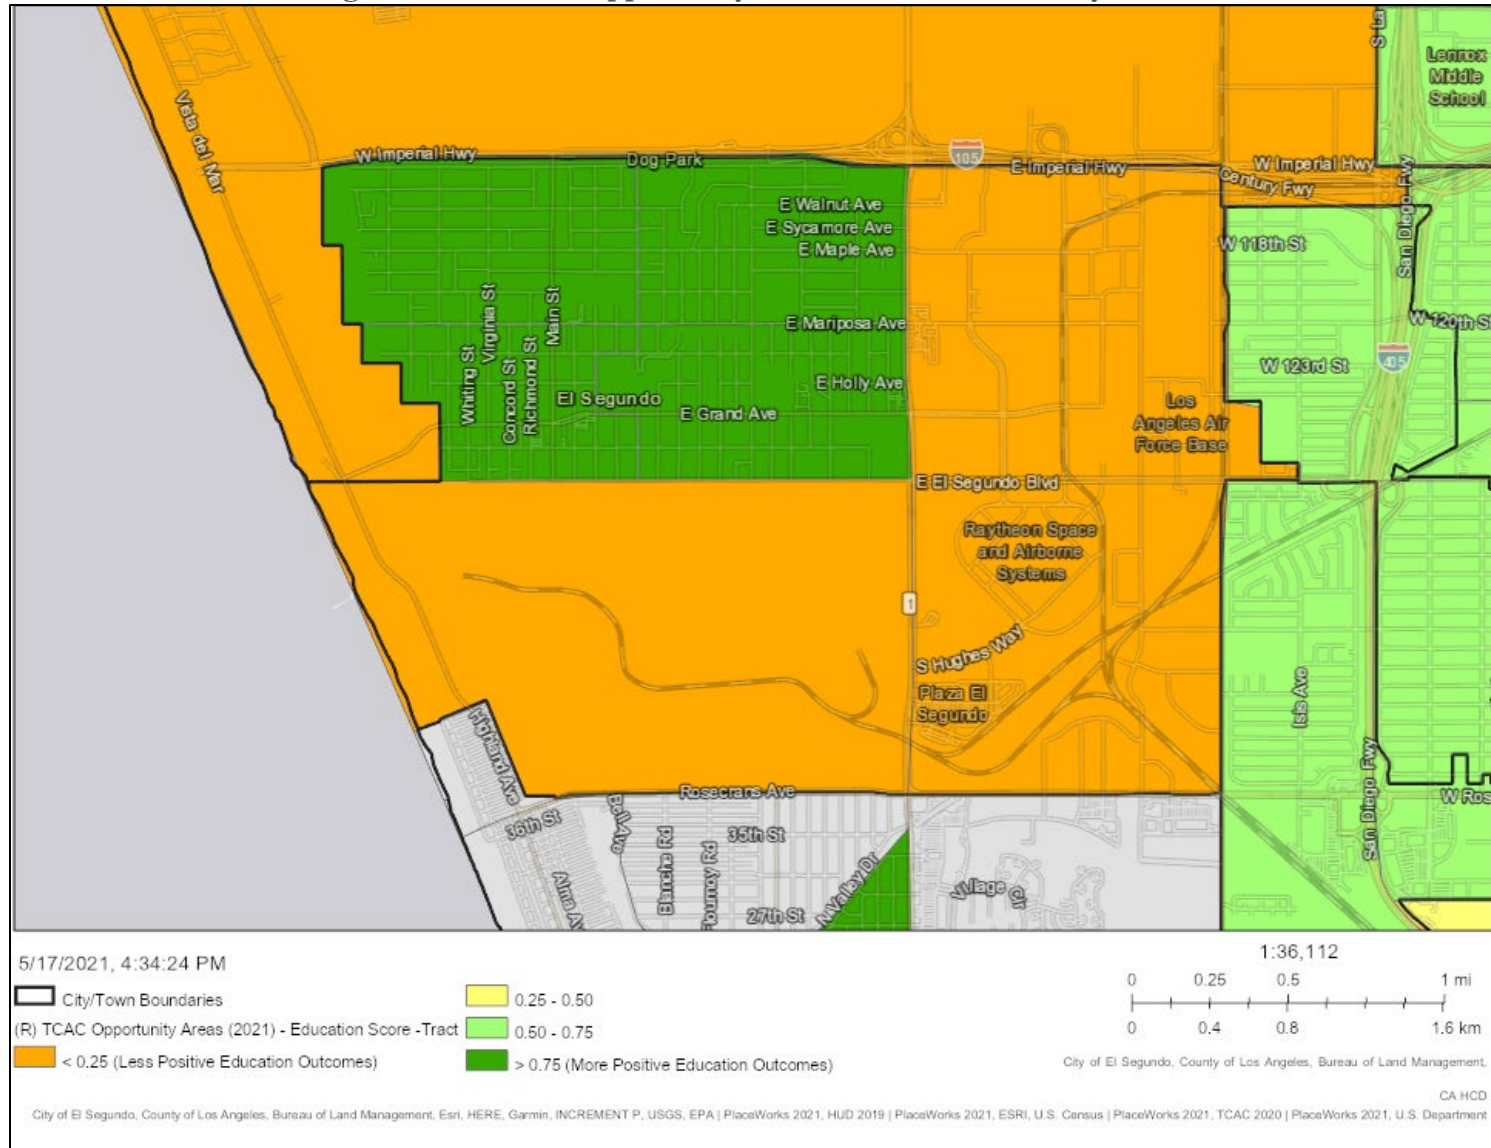 S La
Lennox
Middle
School
Vista del Mar
W Imperial Hwy
Dog Park
105
E Imperial Hwy
W Imperial Hwy
Century Fwy
San Diego Fwy
E Walnut Ave
E Sycamore Ave
E Maple Ave
W 118th St
Virginia St
Main St
E Mariposa Ave
W 120th St
Whiting St
Concord St
Richmond St
W 123rd St
405
E Holly Ave
El Segundo
E Grand Ave
Los
Angeles Air
Force Base
E El Segundo Blvd
Raytheon Space
and Airborne
Systems
1
S Hughes Way
Plaza El
Segundo
Isis Ave
Highland Ave
San Diego Fwy
Rosecrans Ave
W Ros
36th St
Bell Ave
Blanche Rd
Flournoy Rd
35th St
N Valley Dr
Village Cir
Alma Av
27th St
5/17/2021, 4:34:24 PM
City/Town Boundaries
(R) TCAC Opportunity Areas (2021) - Education Score -Tract
< 0.25 (Less Positive Education Outcomes)
0.25 - 0.50
0.50 - 0.75
> 0.75 (More Positive Education Outcomes)
1:36,112
0 0.25 0.5 1 mi
0 0.4 0.8 1.6 km
City of El Segundo, County of Los Angeles, Bureau of Land Management,
CA HCD
City of El Segundo, County of Los Angeles, Bureau of Land Management, Esri, HERE, Garmin, INCREMENT P, USGS, EPA | PlaceWorks 2021, HUD 2019 | PlaceWorks 2021, ESRI, U.S. Census | PlaceWorks 2021, TCAC 2020 | PlaceWorks 2021, U.S. Department